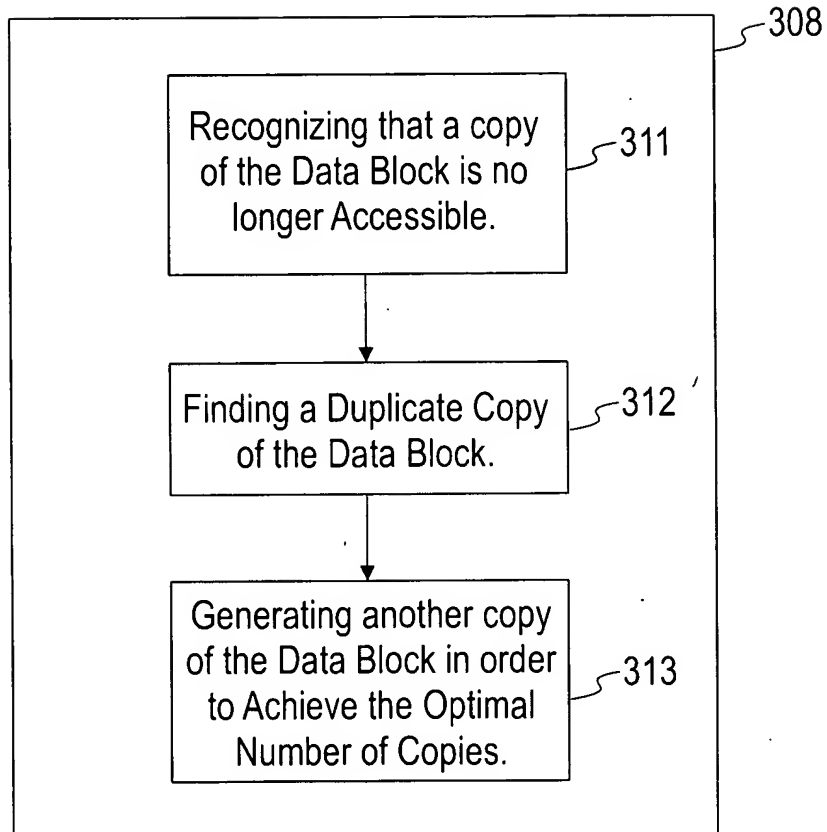 308
Recognizing that a copy
of the Data Block is no
longer Accessible.
311
Finding a Duplicate Copy
of the Data Block.
312
Generating another copy
of the Data Block in order
to Achieve the Optimal
Number of Copies.
313